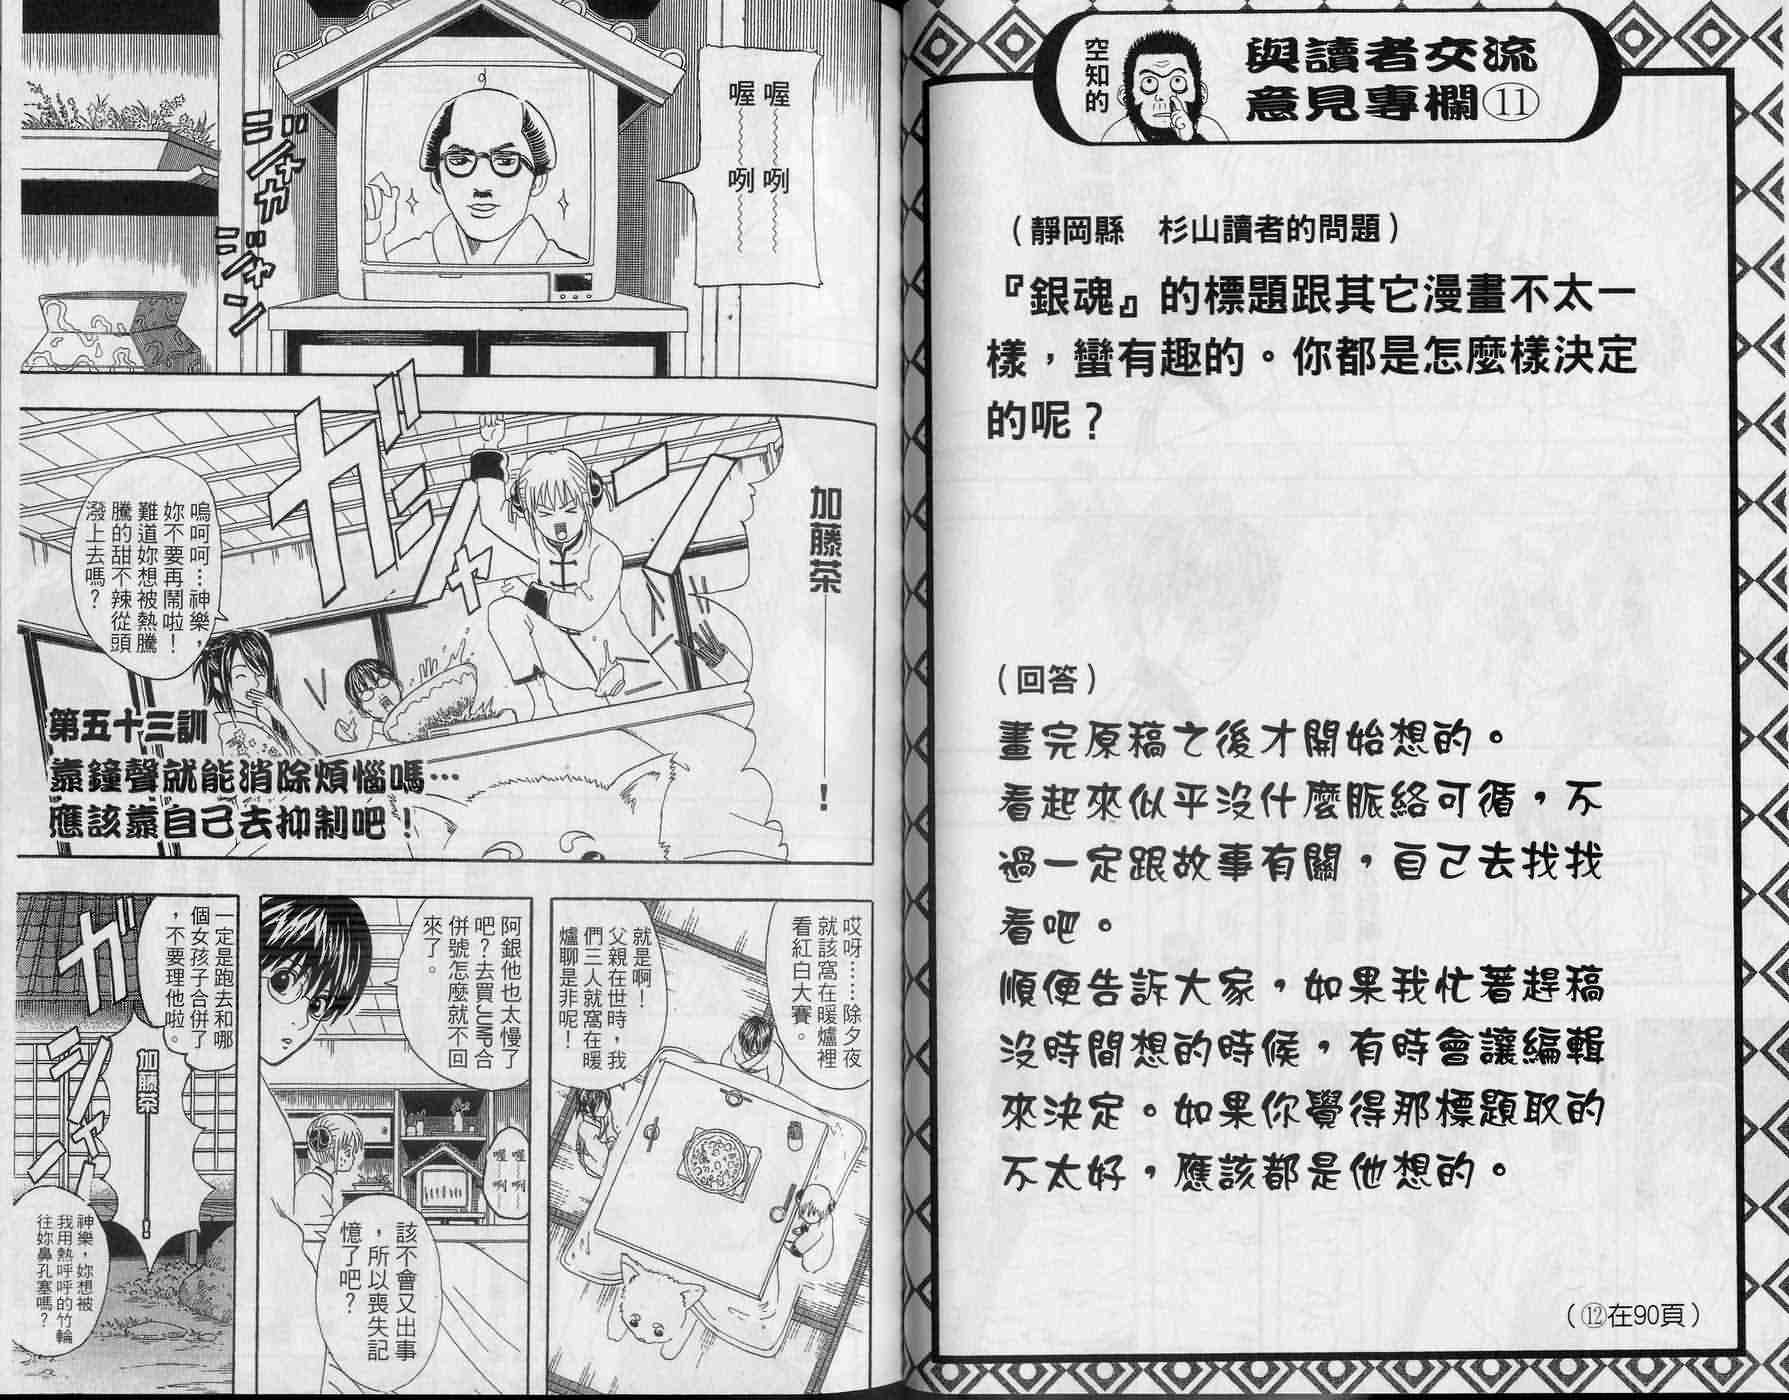 空知的
與讀者交流
意見專欄⑪
（靜岡縣　杉山讀者的問題）
『銀魂』的標題跟其它漫畫不太一
樣，蠻有趣的。你都是怎麼樣決定
的呢？
（回答）
畫完原稿之後才開始想的。
看起來似乎沒什麼脈絡可循，不
過一定跟故事有關，自己去找找
看吧。
順便告訴大家，如果我忙著趕稿
沒時間想的時候，有時會讓編輯
來決定。如果你覺得那標題取的
不太好，應該都是他想的。
（⑫在90頁）
喔～～咧～～
喔～～咧～～
ガシャガシャン
加藤茶——！
ガシャーン
嗚呵呵…神樂，
妳不要再鬧啦！
難道妳想被熱騰
騰的甜不辣從頭
潑上去嗎？
第五十三訓
靠鐘聲就能消除煩惱嗎…
應該靠自己去抑制吧！
哎呀……除夕夜
就該窩在暖爐裡
看紅白大賽。
就是啊！
父親在世時，我
們三人就窩在暖
爐聊是非呢！
阿銀他也太慢了
吧？去買JUMP合
併號怎麼就不回
來了。
喔～咧～
喔～咧～
該不會又出事
，所以喪失記
憶了吧？
一定是跑去和哪
個女孩子合併了
，不要理他啦。
ガラシャ
加藤茶——！
神樂，妳想被
我用熱呼呼的竹輪
往妳鼻孔塞嗎？